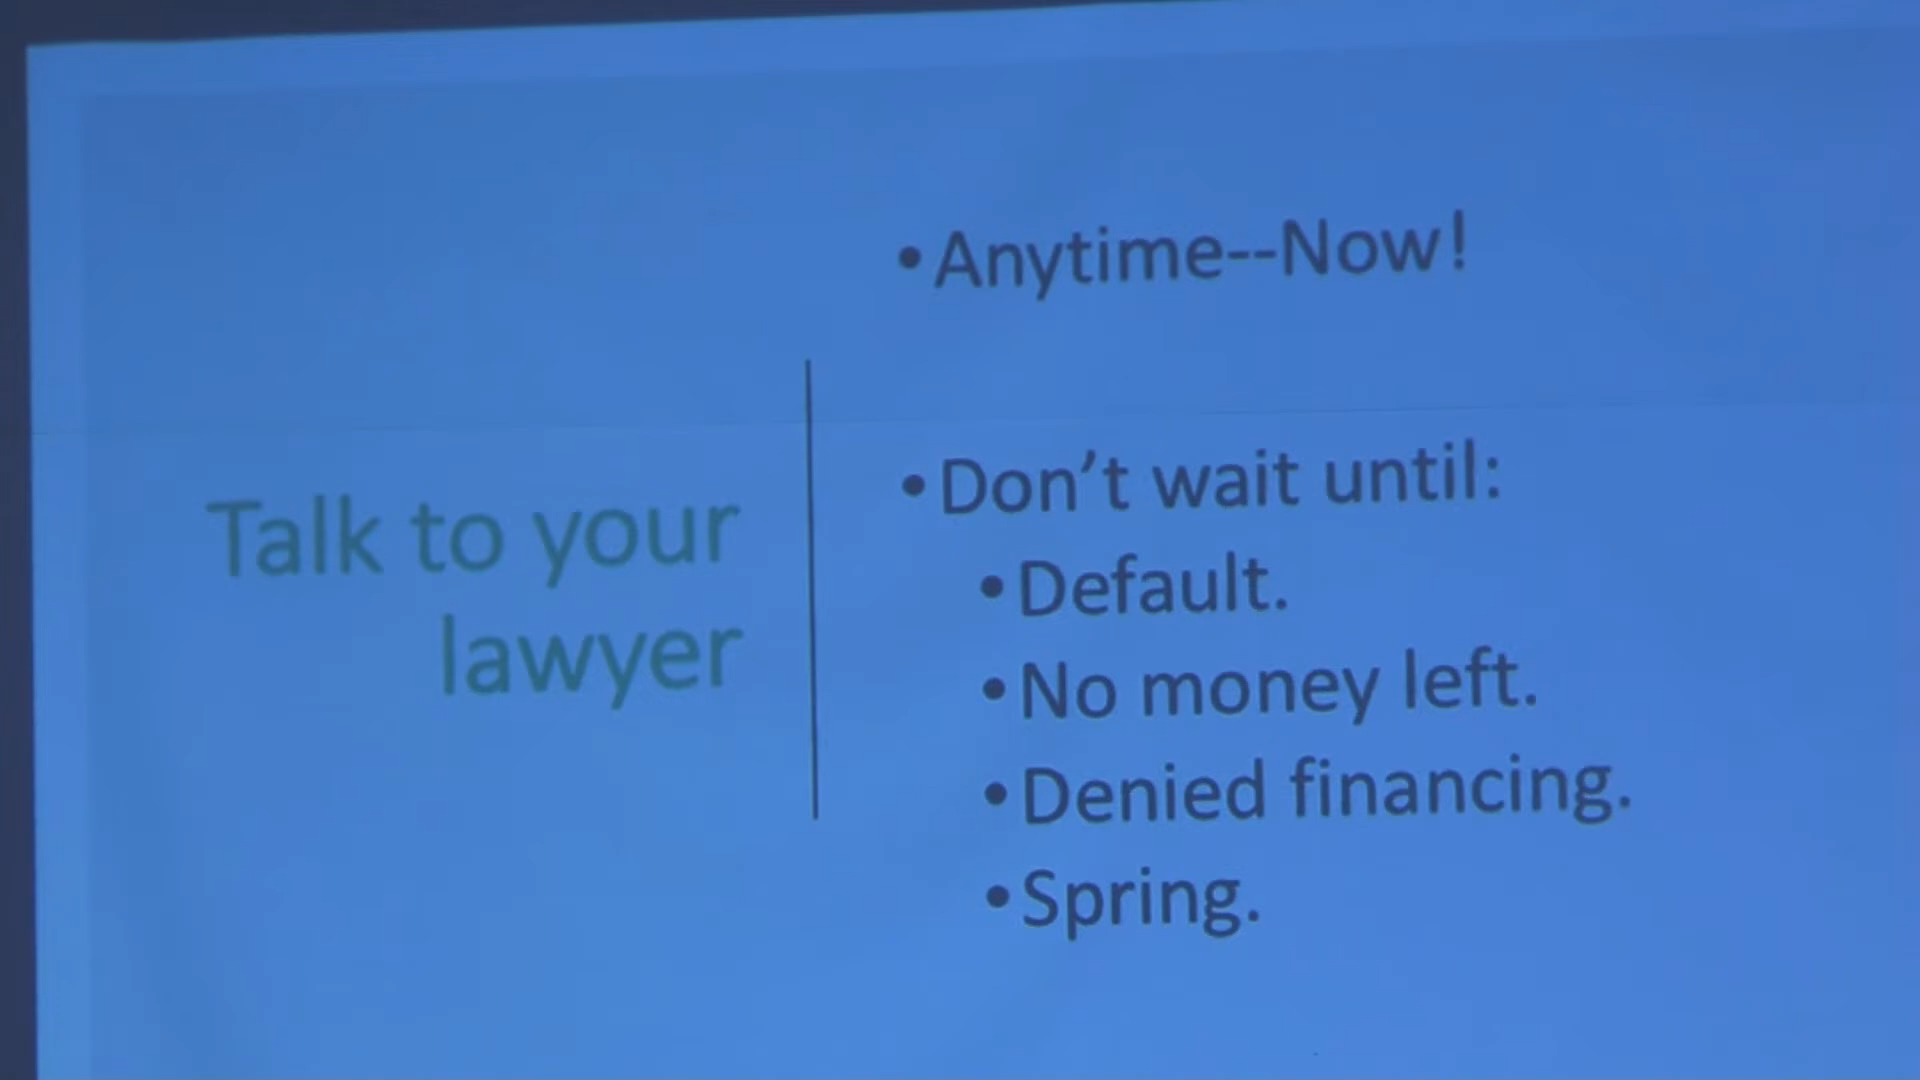 Talk to your
lawyer
•Anytime--Now!
•Don’t wait until:
•Default.
•No money left.
•Denied financing.
•Spring.